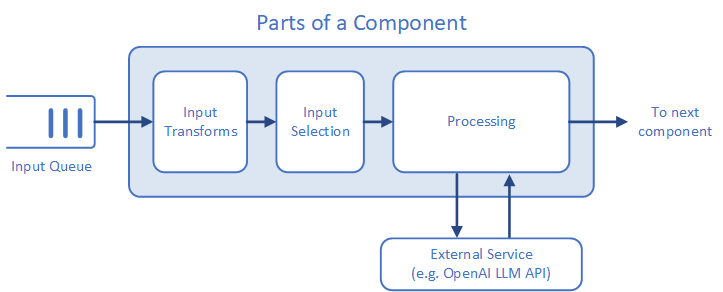 Parts of a Component
Input
Transforms
Input
Selection
Processing
To next
component
Input Queue
External Service
(e.g. OpenAI LLM API)